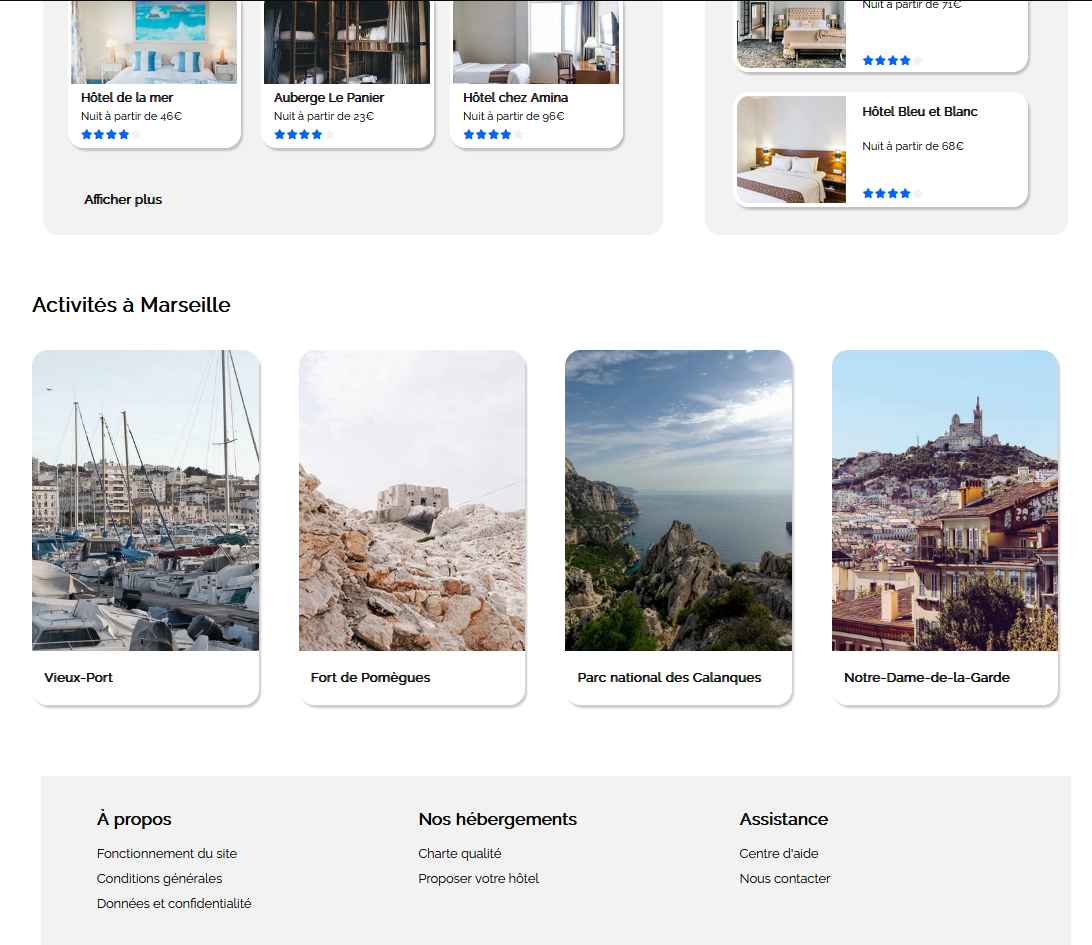 Nuit à partir de 71€
Hôtel de la mer
Nuit à partir de 46€
Auberge Le Panier
Nuit à partir de 23€
Hôtel chez Amina
Nuit à partir de 96€
Afficher plus
Hôtel Bleu et Blanc
Nuit à partir de 68€
Activités à Marseille
Vieux-Port
Fort de Pomègues
Parc national des Calanques
Notre-Dame-de-la-Garde
À propos
Fonctionnement du site
Conditions générales
Données et confidentialité
Nos hébergements
Charte qualité
Proposer votre hôtel
Assistance
Centre d'aide
Nous contacter